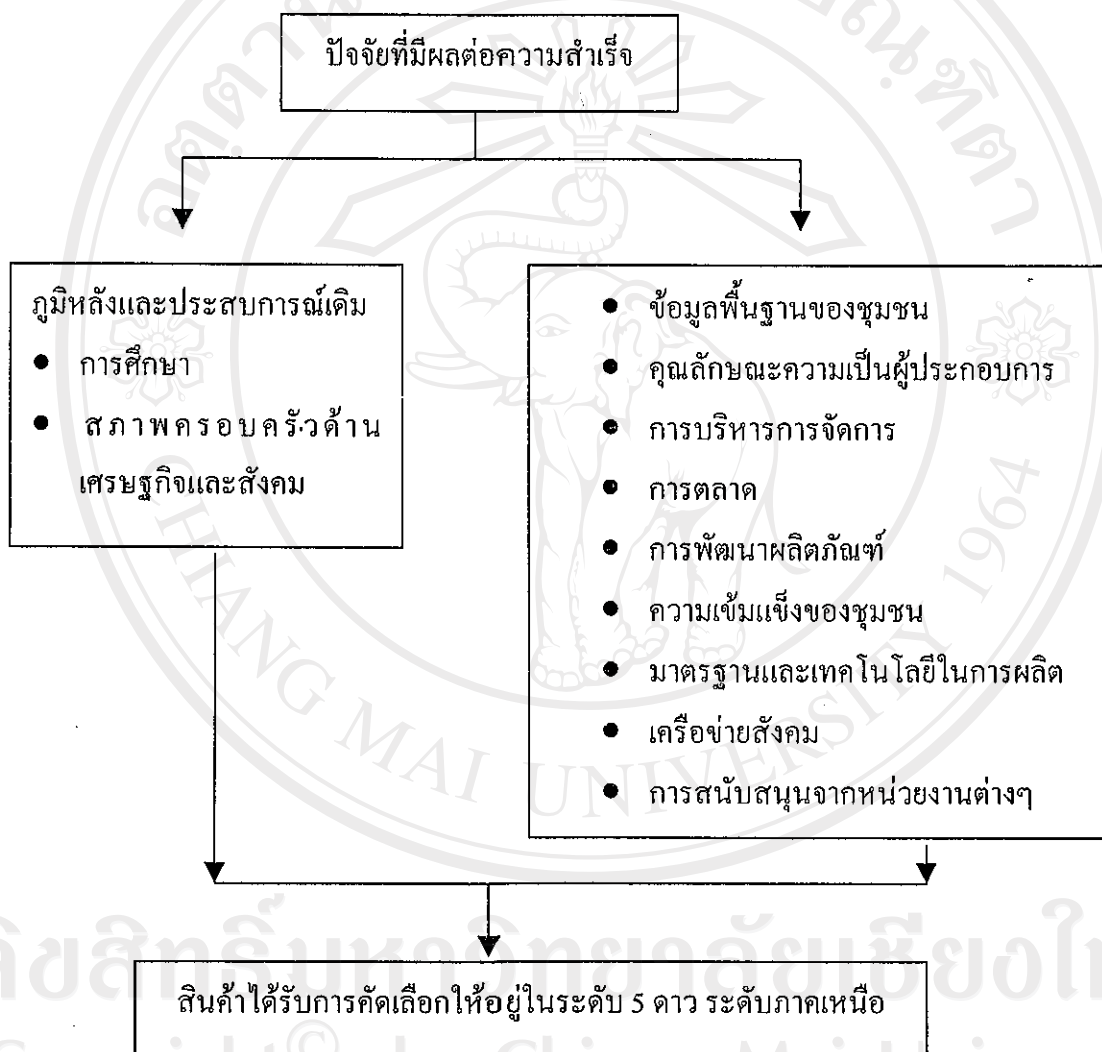 ปัจจัยที่มีผลต่อความสำเร็จ
ภูมิหลังและประสบการณ์เดิม
● การศึกษา
● สภาพครอบครัวด้าน
เศรษฐกิจและสังคม
● ข้อมูลพื้นฐานของชุมชน
● คุณลักษณะความเป็นผู้ประกอบการ
● การบริหารการจัดการ
● การตลาด
● การพัฒนาผลิตภัณฑ์
● ความเข้มแข็งของชุมชน
● มาตรฐานและเทคโนโลยีในการผลิต
● เครือข่ายสังคม
● การสนับสนุนจากหน่วยงานต่างๆ
สินค้าได้รับการคัดเลือกให้อยู่ในระดับ 5 ดาว ระดับภาคเหนือ
CHIANG MAI UNIVERSITY 1964